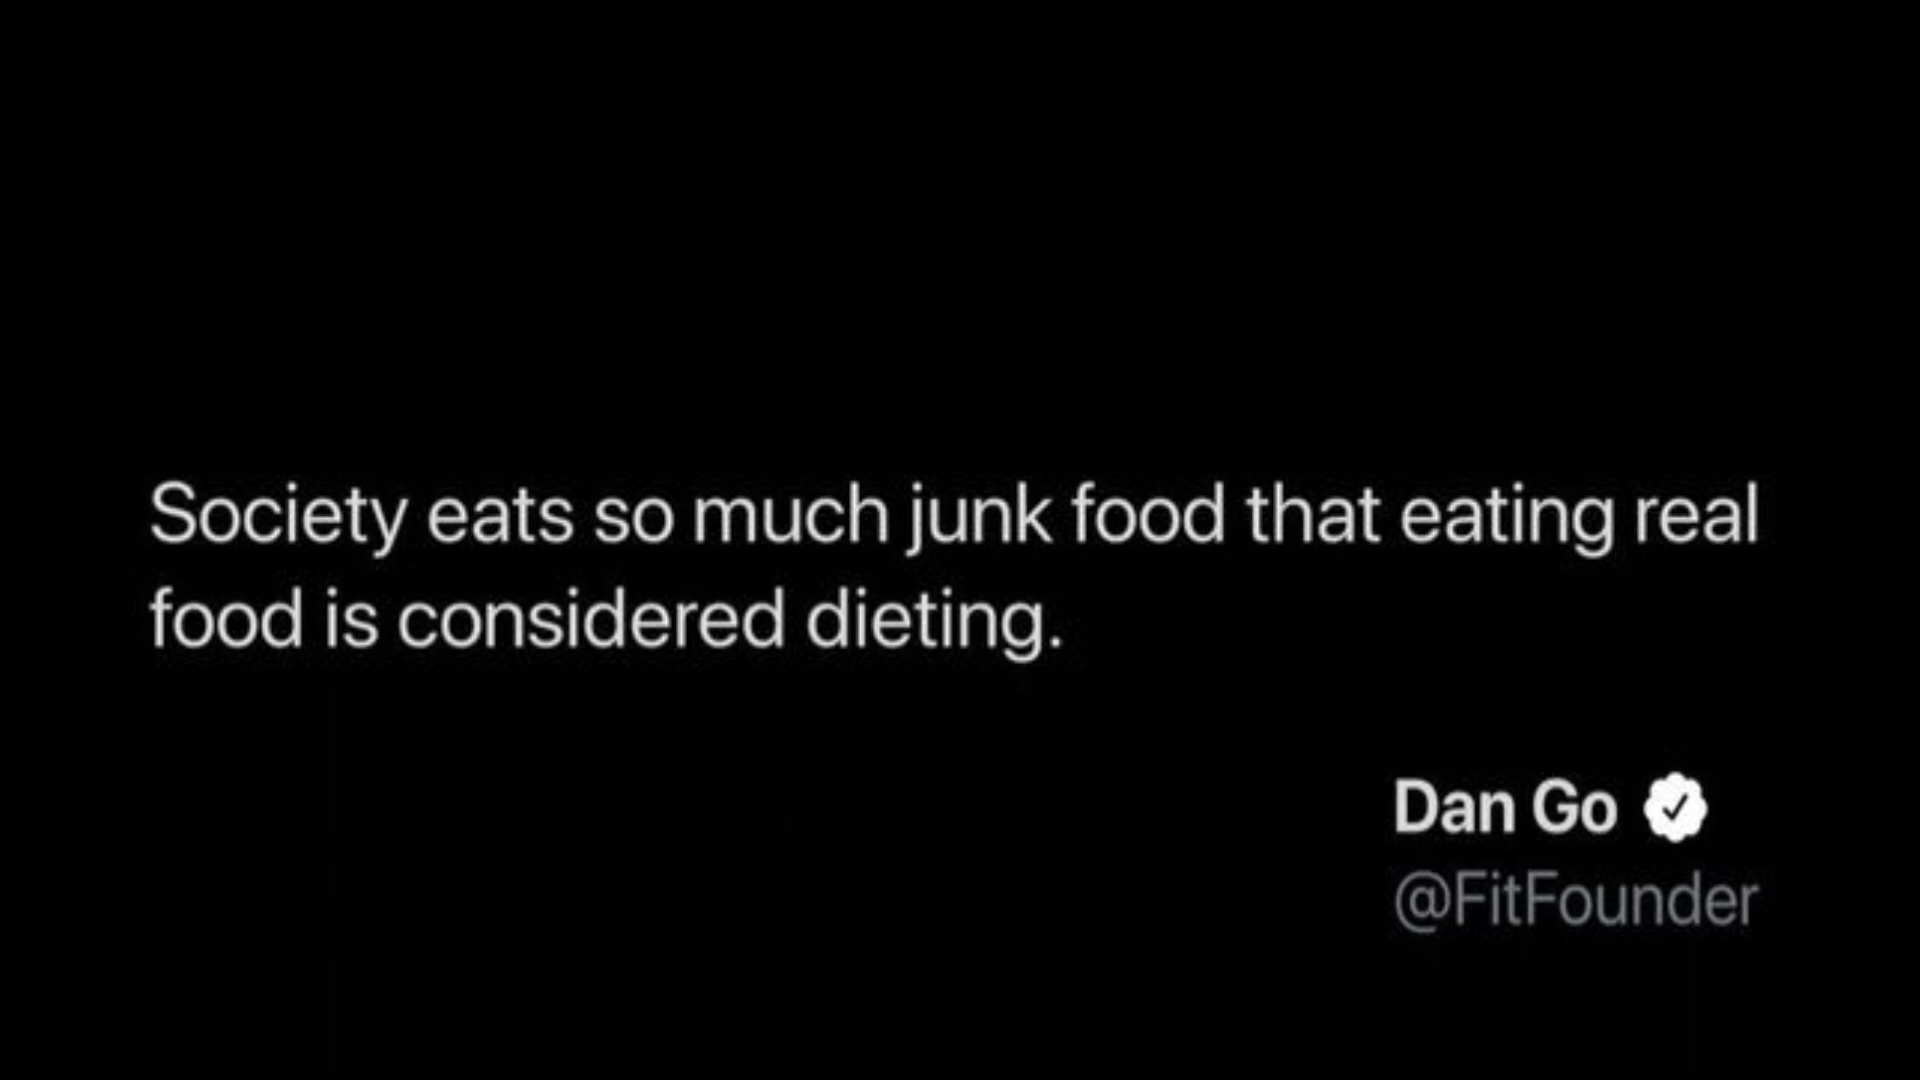 Society eats so much junk food that eating real
food is considered dieting.
Dan Go
@FitFounder